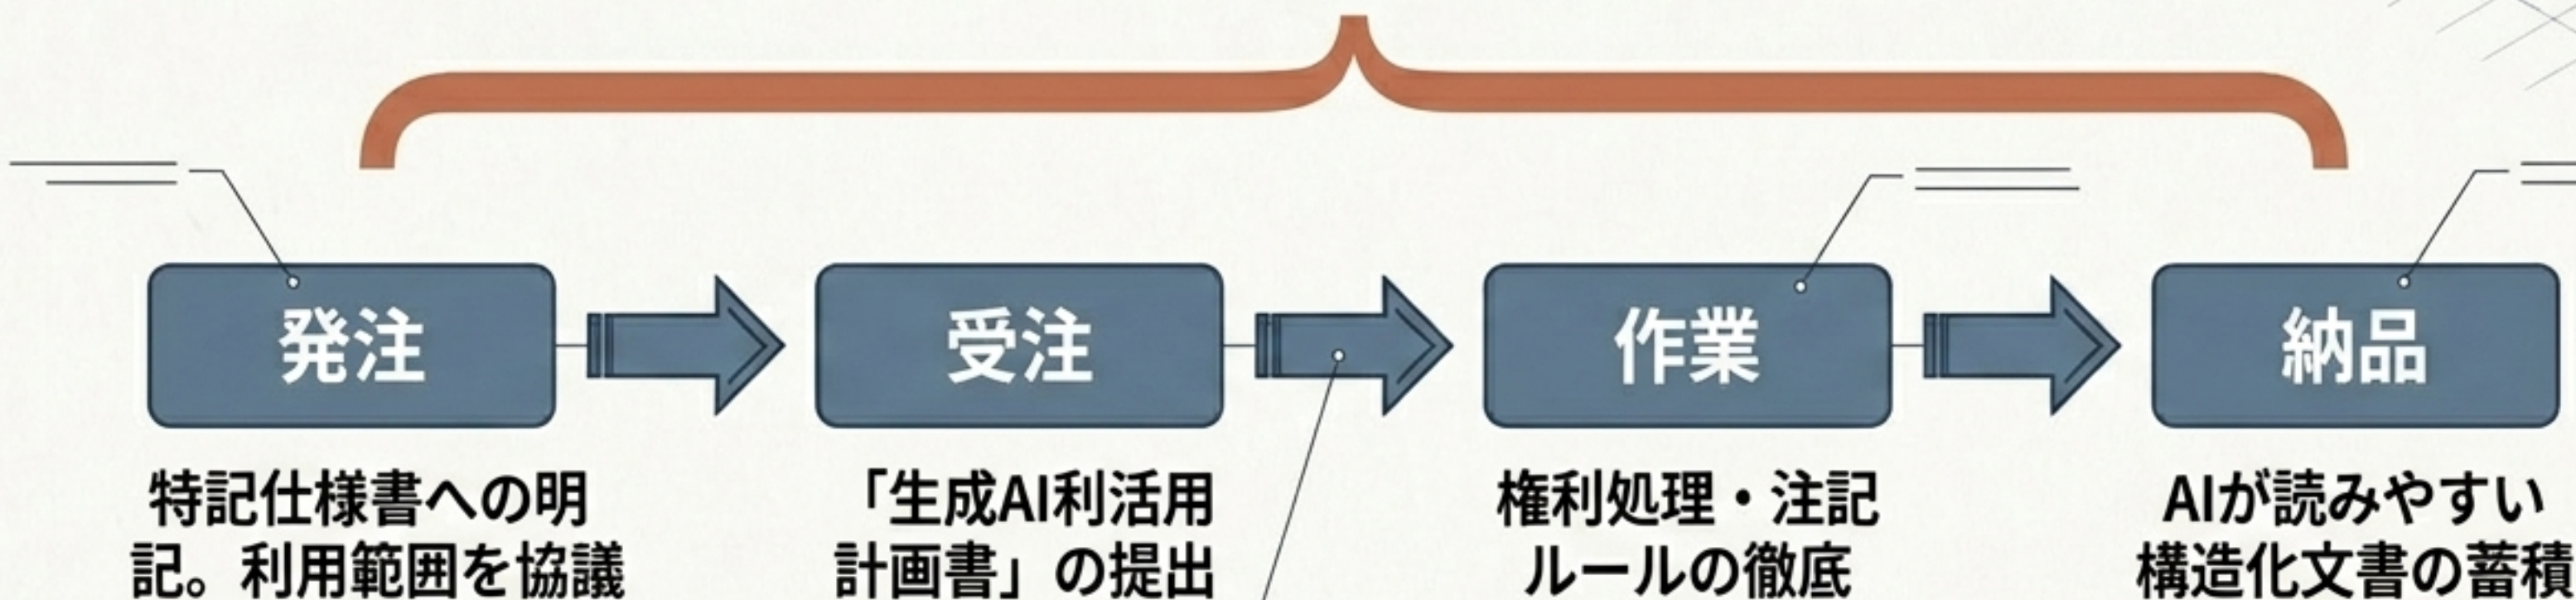 発注
受注
作業
納品
特記仕様書への明
記。利用範囲を協議
「生成AI利活用
計画書」の提出
権利処理・注記
ルールの徹底
AIが読みやすい
構造化文書の蓄積